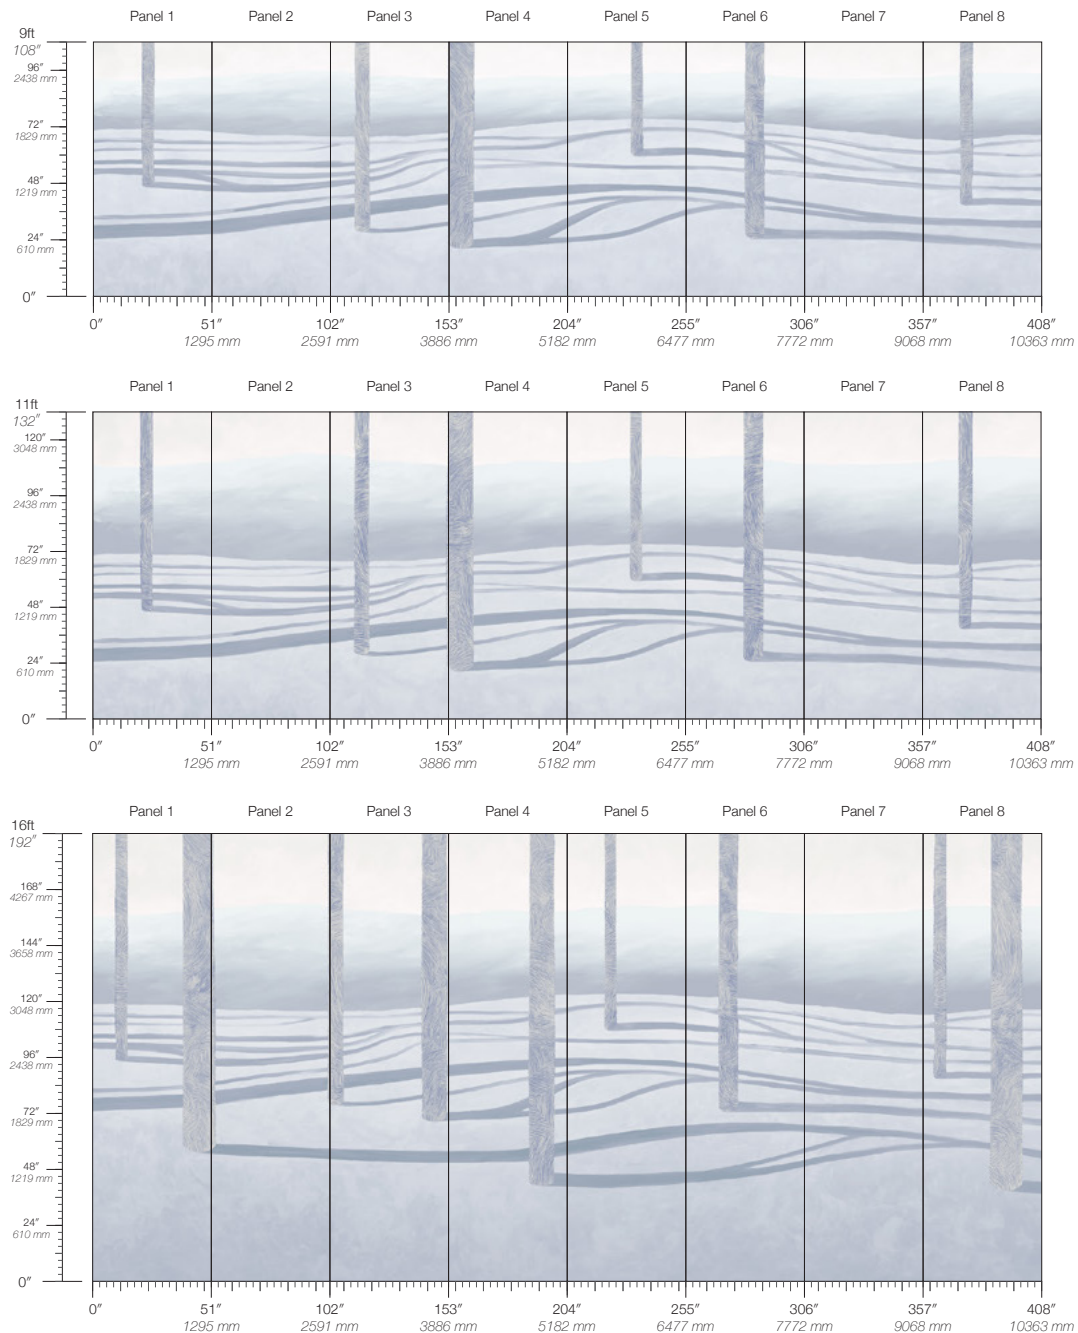 Panel 1 Panel 2 Panel 3 Panel 4 Panel 5 Panel 6 Panel 7 Panel 8
9ft
108″
96″
2438 mm
72″
1829 mm
48″
1219 mm
24″
610 mm
0″
0″ 51″ 102″ 153″ 204″ 255″ 306″ 357″ 408″
1295 mm 2591 mm 3886 mm 5182 mm 6477 mm 7772 mm 9068 mm 10363 mm
Panel 1 Panel 2 Panel 3 Panel 4 Panel 5 Panel 6 Panel 7 Panel 8
11ft
132″
120″
3048 mm
96″
2438 mm
72″
1829 mm
48″
1219 mm
24″
610 mm
0″
0″ 51″ 102″ 153″ 204″ 255″ 306″ 357″ 408″
1295 mm 2591 mm 3886 mm 5182 mm 6477 mm 7772 mm 9068 mm 10363 mm
Panel 1 Panel 2 Panel 3 Panel 4 Panel 5 Panel 6 Panel 7 Panel 8
16ft
192″
168″
4267 mm
144″
3658 mm
120″
3048 mm
96″
2438 mm
72″
1829 mm
48″
1219 mm
24″
610 mm
0″
0″ 51″ 102″ 153″ 204″ 255″ 306″ 357″ 408″
1295 mm 2591 mm 3886 mm 5182 mm 6477 mm 7772 mm 9068 mm 10363 mm